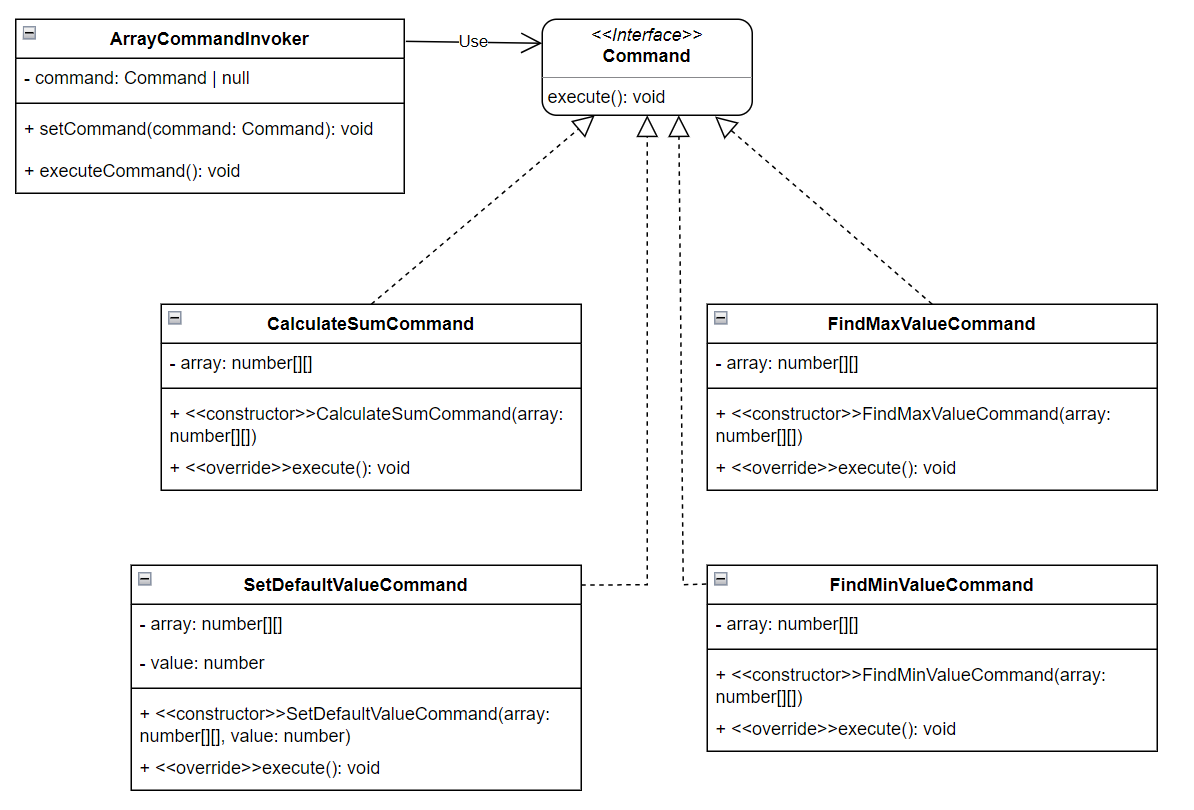 ArrayCommandInvoker
- command: Command | null
+ setCommand(command: Command): void
+ executeCommand(): void
Use
<<Interface>>
Command
execute(): void
CalculateSumCommand
- array: number[][]
+ <<constructor>>CalculateSumCommand(array:
number[][])
+ <<override>>execute(): void
FindMaxValueCommand
- array: number[][]
+ <<constructor>>FindMaxValueCommand(array:
number[][])
+ <<override>>execute(): void
SetDefaultValueCommand
- array: number[][]
- value: number
+ <<constructor>>SetDefaultValueCommand(array:
number[][], value: number)
+ <<override>>execute(): void
FindMinValueCommand
- array: number[][]
+ <<constructor>>FindMinValueCommand(array:
number[][])
+ <<override>>execute(): void